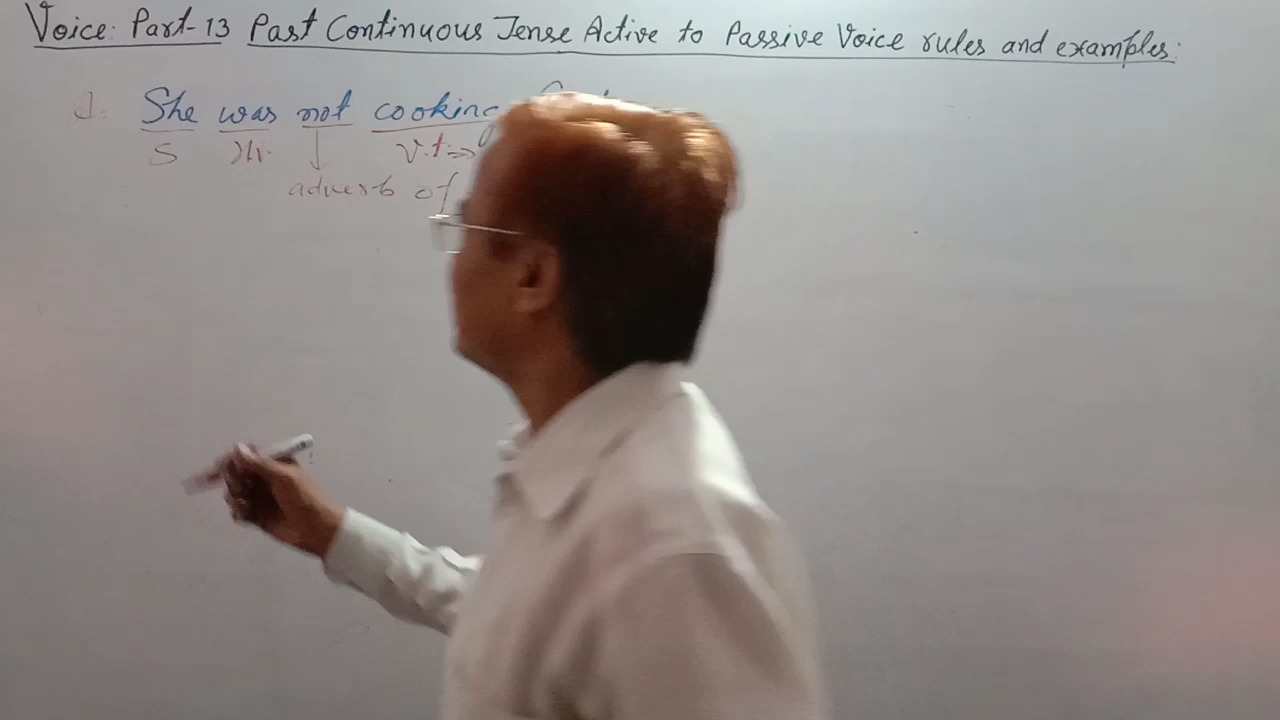 Voice: Part-13 Past Continuous Tense Active to Passive Voice rules and examples:
She was not cooking
S H.V. V.t ⇒
adverb of